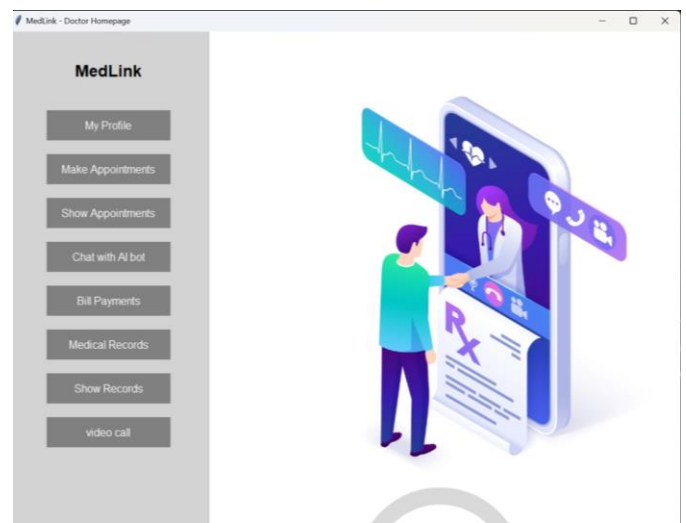 MedLink - Doctor Homepage
MedLink
My Profile
Make Appointments
Show Appointments
Chat with AI bot
Bill Payments
Medical Records
Show Records
video call
Rx